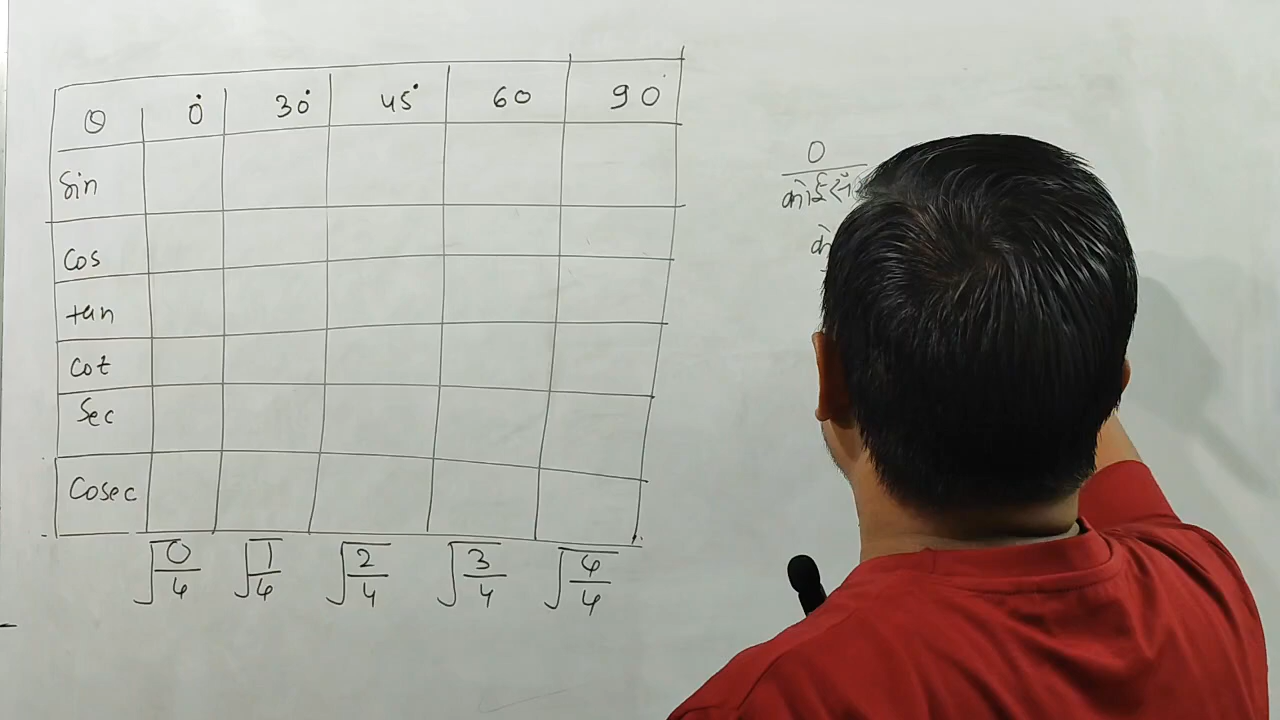 θ 0° 30° 45° 60 90°
Sin
Cos
tan
Cot
Sec
Cosec
√0/4 √1/4 √2/4 √3/4 √4/4
0